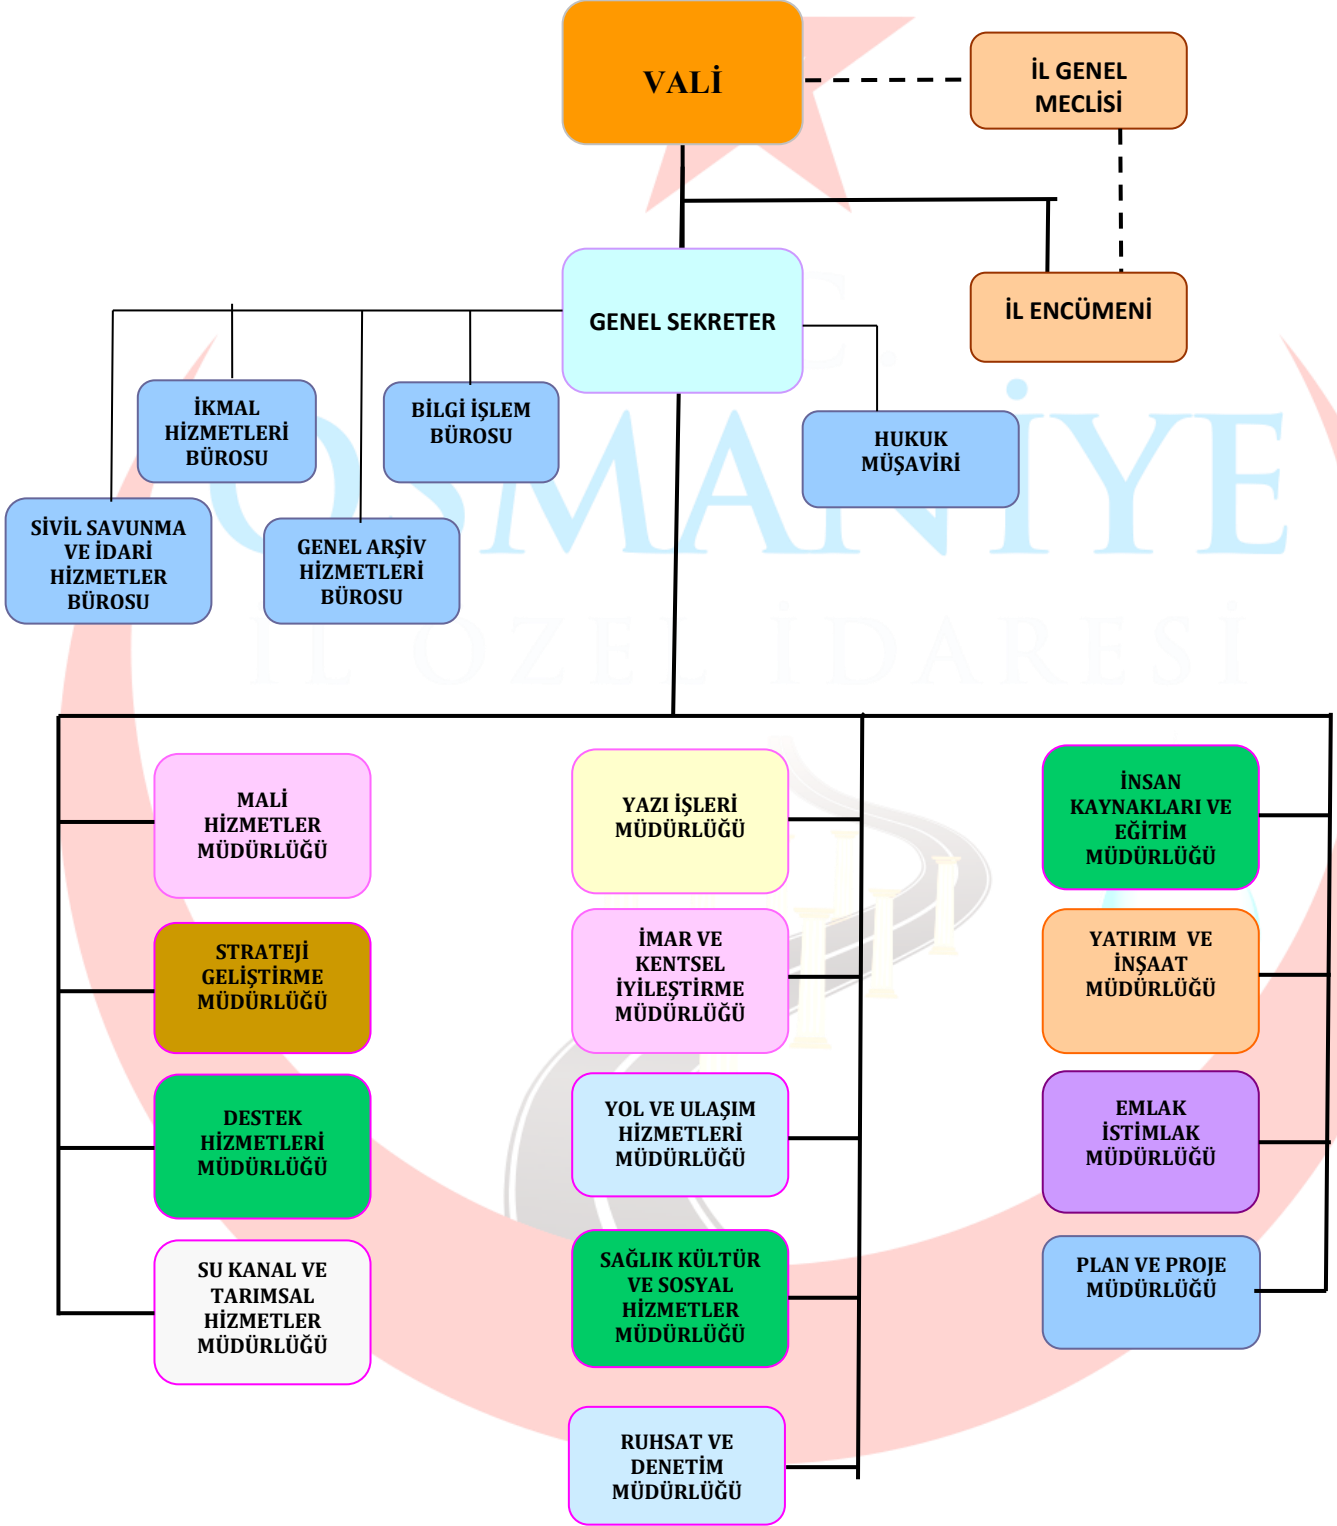 VALİ
İL GENEL
MECLİSİ
GENEL SEKRETER
İL ENCÜMENİ
İKMAL
HİZMETLERİ
BÜROSU
BİLGİ İŞLEM
BÜROSU
HUKUK
MÜŞAVİRİ
SİVİL SAVUNMA
VE İDARİ
HİZMETLER
BÜROSU
GENEL ARŞİV
HİZMETLERİ
BÜROSU
T.C.
OSMANİYE
İL ÖZEL İDARESİ
MALİ
HİZMETLER
MÜDÜRLÜĞÜ
YAZI İŞLERİ
MÜDÜRLÜĞÜ
İNSAN
KAYNAKLARI VE
EĞİTİM
MÜDÜRLÜĞÜ
STRATEJİ
GELİŞTİRME
MÜDÜRLÜĞÜ
İMAR VE
KENTSEL
İYİLEŞTİRME
MÜDÜRLÜĞÜ
YATIRIM  VE
İNŞAAT
MÜDÜRLÜĞÜ
DESTEK
HİZMETLERİ
MÜDÜRLÜĞÜ
YOL VE ULAŞIM
HİZMETLERİ
MÜDÜRLÜĞÜ
EMLAK
İSTİMLAK
MÜDÜRLÜĞÜ
SU KANAL VE
TARIMSAL
HİZMETLER
MÜDÜRLÜĞÜ
SAĞLIK KÜLTÜR
VE SOSYAL
HİZMETLER
MÜDÜRLÜĞÜ
PLAN VE PROJE
MÜDÜRLÜĞÜ
RUHSAT VE
DENETİM
MÜDÜRLÜĞÜ